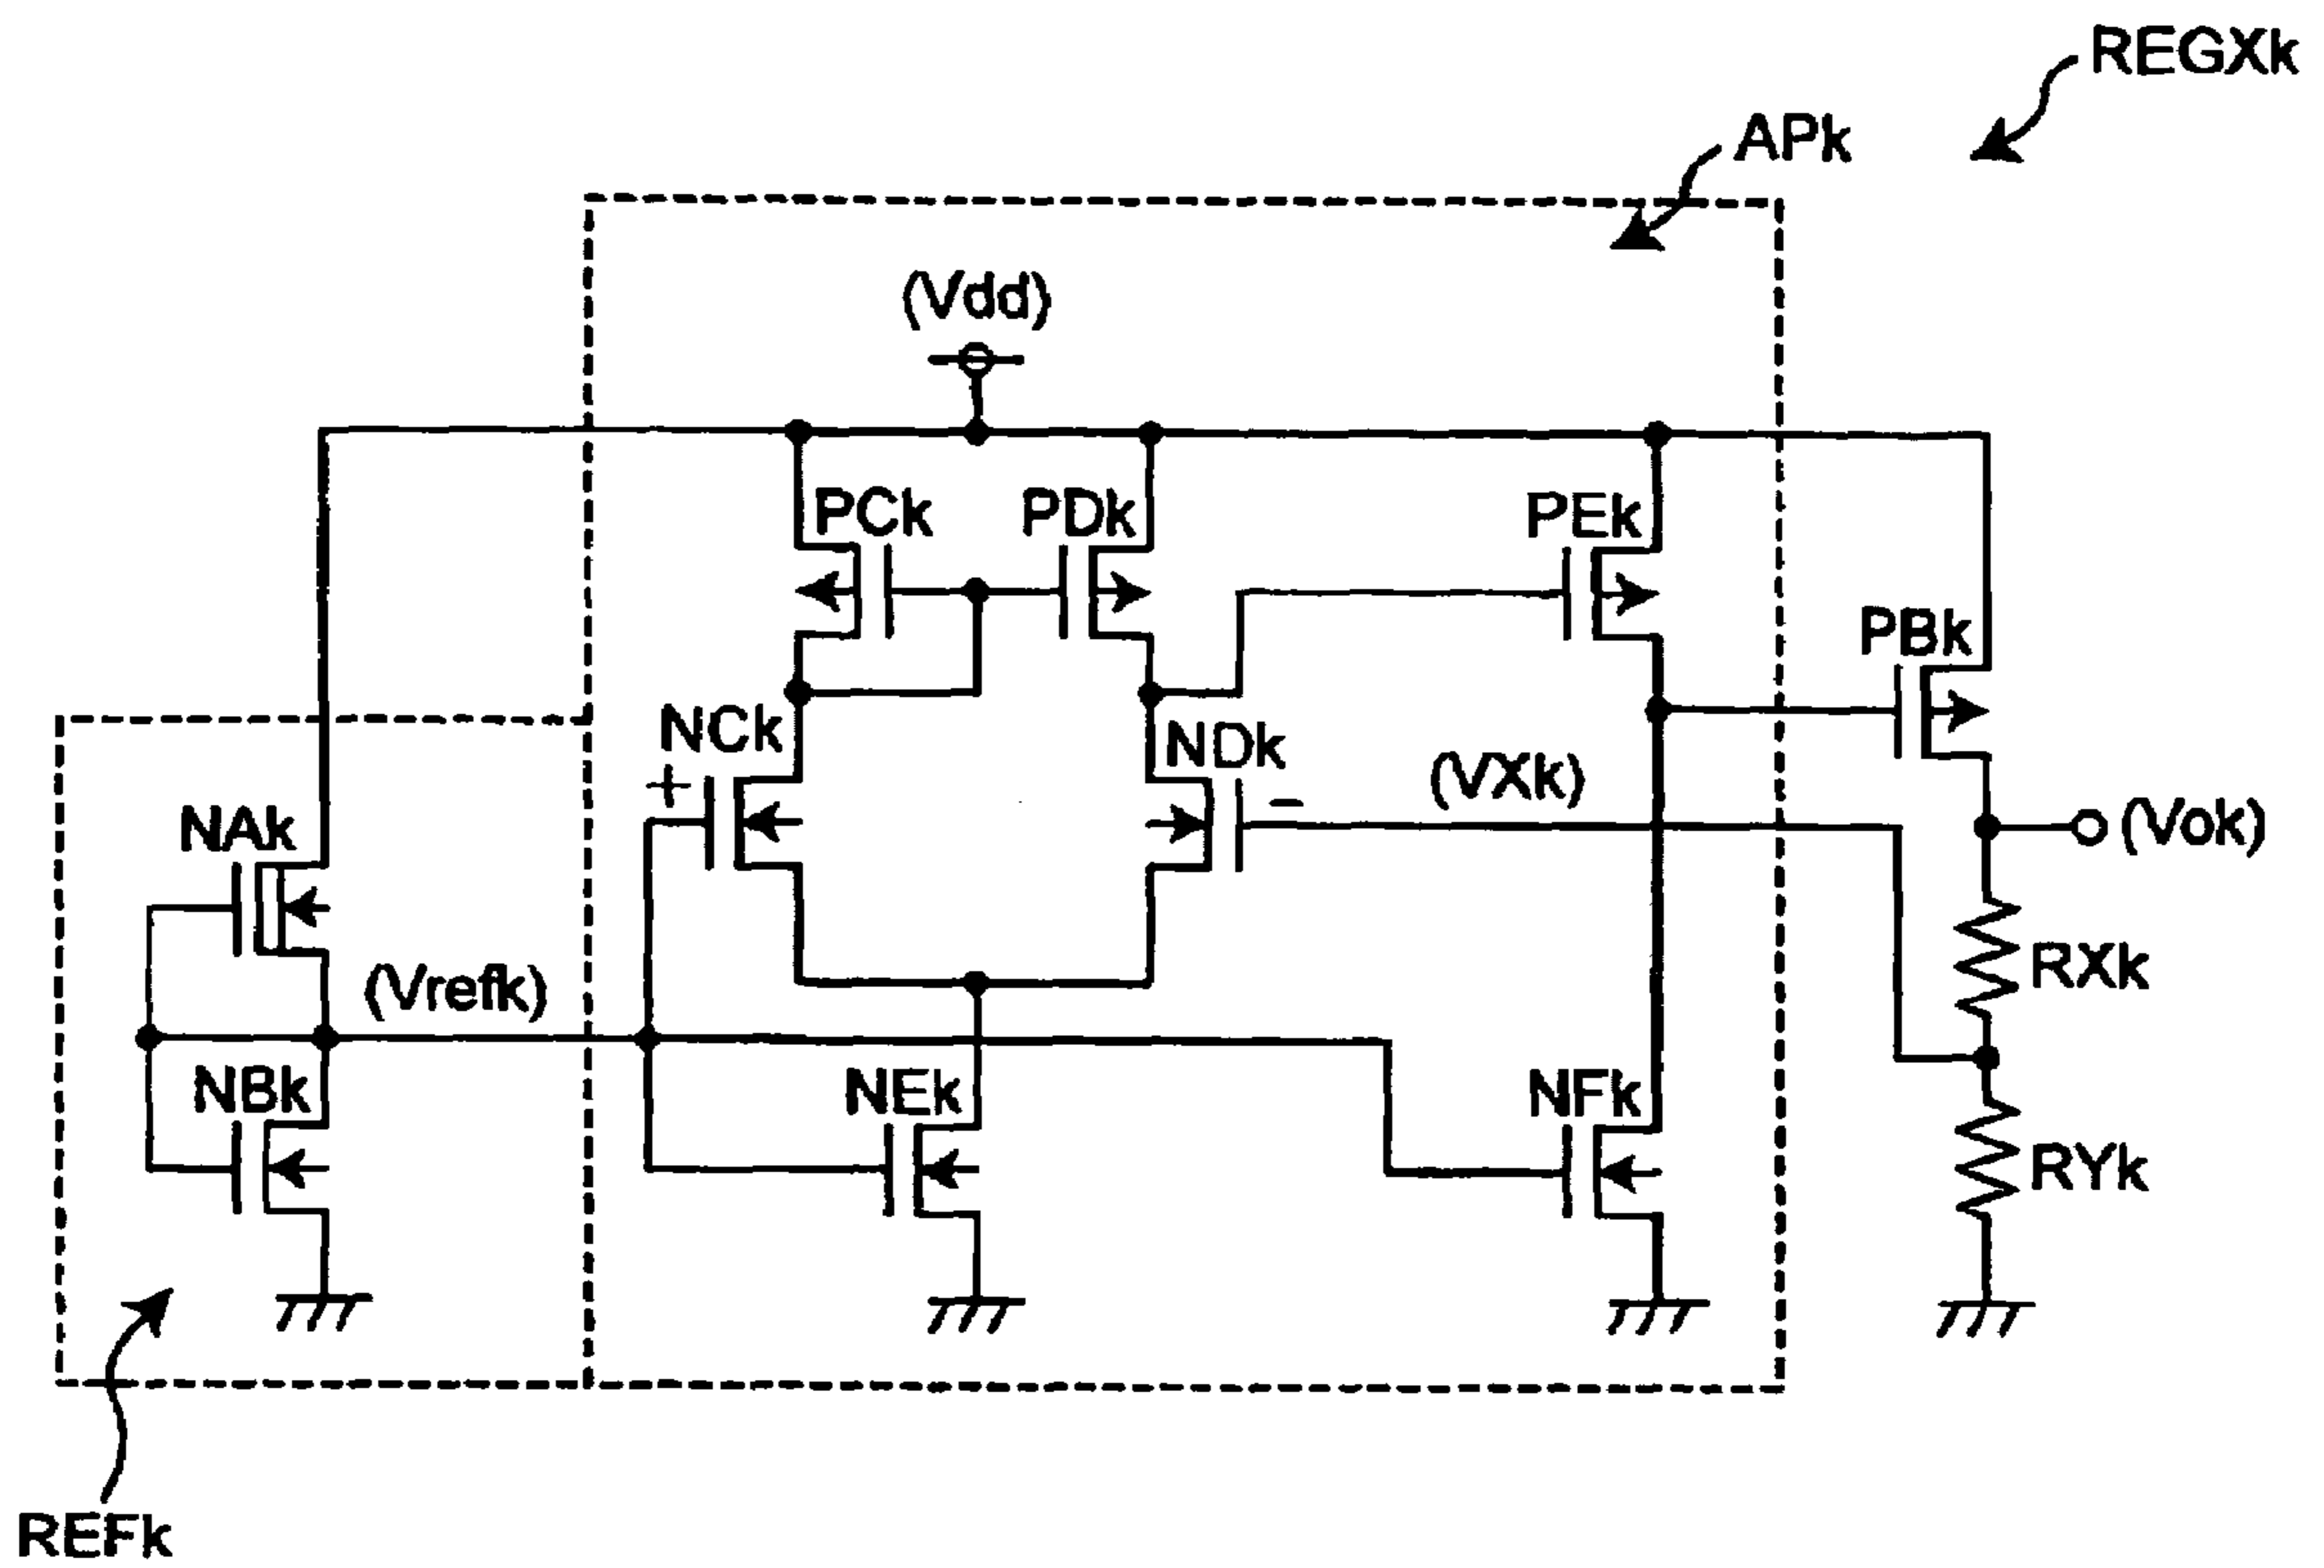 REGXk
APk
(Vdd)
PCk
PDk
PEk
PBk
NCk
NDk
+
−
(VXk)
NAk
(Vok)
(Vrefk)
RXk
NBk
NEk
NFk
RYk
REFk